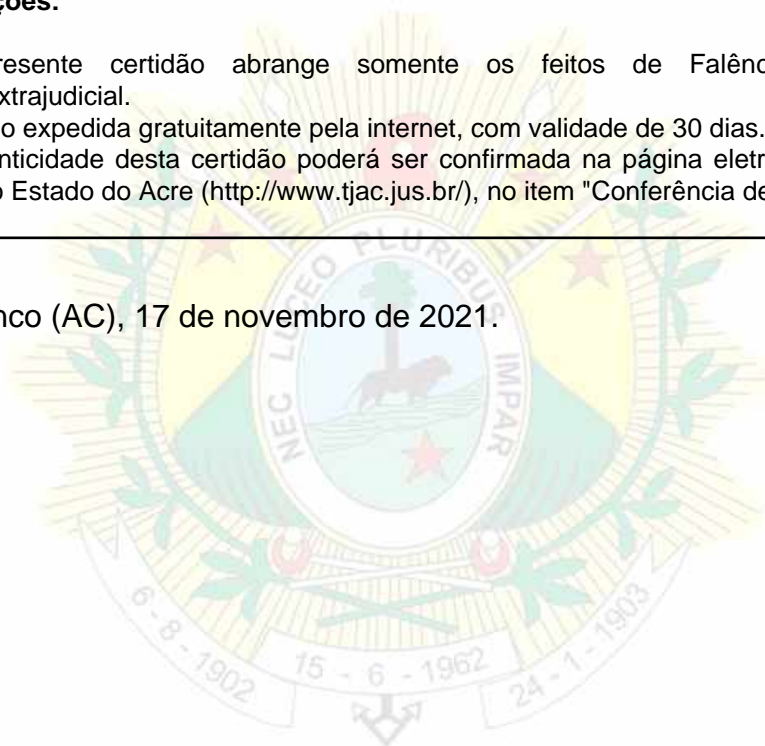 ções:
resente certidão abrange somente os feitos de Falênc
xtrajudicial.
o expedida gratuitamente pela internet, com validade de 30 dias.
nticidade desta certidão poderá ser confirmada na página eletr
o Estado do Acre (http://www.tjac.jus.br/), no item "Conferência de
nco (AC), 17 de novembro de 2021.
NEC LUCEO PLURIBUS IMPAR
6 - 8 - 1902
15 - 6 - 1962
24 - 1 - 1903